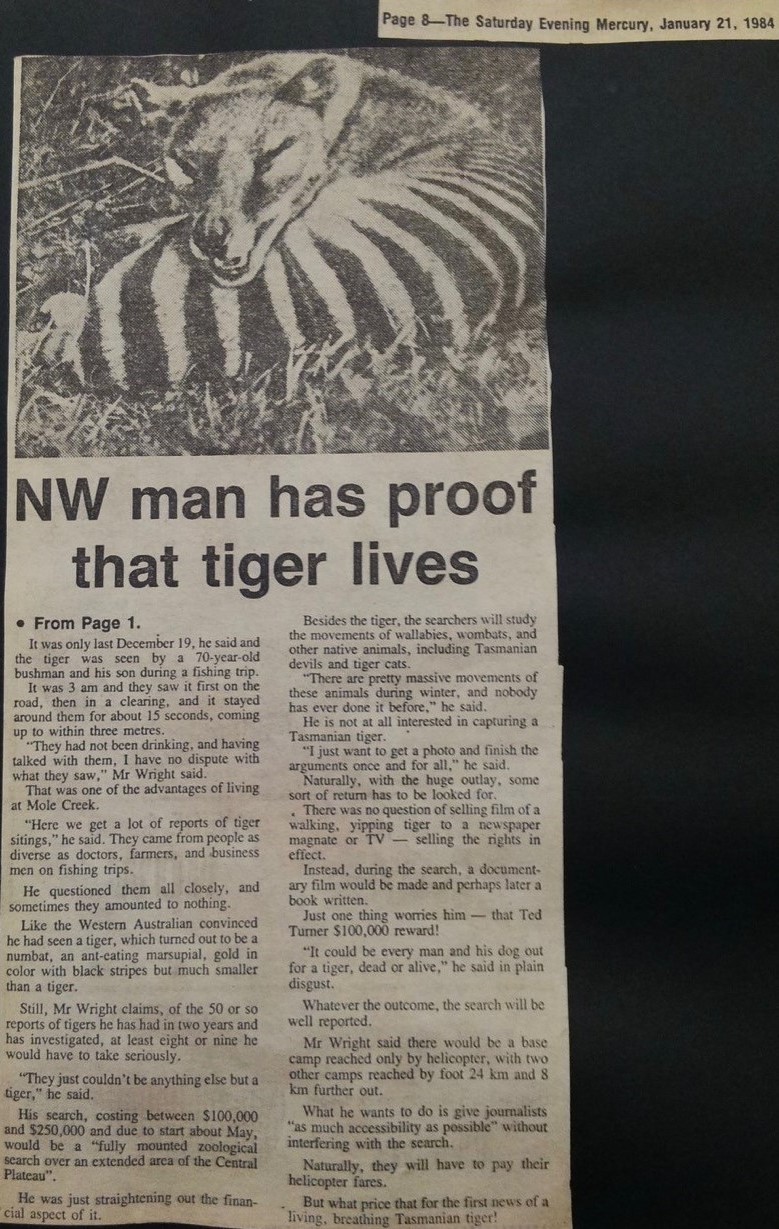 Page 8—The Saturday Evening Mercury, January 21, 1984
NW man has proof
that tiger lives
• From Page 1.
It was only last December 19, he said and
the tiger was seen by a 70-year-old
bushman and his son during a fishing trip.
It was 3 am and they saw it first on the
road, then in a clearing, and it stayed
around them for about 15 seconds, coming
up to within three metres.
"They had not been drinking, and having
talked with them, I have no dispute with
what they saw," Mr Wright said.
That was one of the advantages of living
at Mole Creek.
"Here we get a lot of reports of tiger
sitings," he said. They came from people as
diverse as doctors, farmers, and business
men on fishing trips.
He questioned them all closely, and
sometimes they amounted to nothing.
Like the Western Australian convinced
he had seen a tiger, which turned out to be a
numbat, an ant-eating marsupial, gold in
color with black stripes but much smaller
than a tiger.
Still, Mr Wright claims, of the 50 or so
reports of tigers he has had in two years and
has investigated, at least eight or nine he
would have to take seriously.
"They just couldn't be anything else but a
tiger," he said.
His search, costing between $100,000
and $250,000 and due to start about May,
would be a "fully mounted zoological
search over an extended area of the Central
Plateau".
He was just straightening out the finan-
cial aspect of it.
Besides the tiger, the searchers will study
the movements of wallabies, wombats, and
other native animals, including Tasmanian
devils and tiger cats.
"There are pretty massive movements of
these animals during winter, and nobody
has ever done it before," he said.
He is not at all interested in capturing a
Tasmanian tiger.
"I just want to get a photo and finish the
arguments once and for all," he said.
Naturally, with the huge outlay, some
sort of return has to be looked for.
There was no question of selling film of a
walking, yipping tiger to a newspaper
magnate or TV — selling the rights in
effect.
Instead, during the search, a document-
ary film would be made and perhaps later a
book written.
Just one thing worries him — that Ted
Turner $100,000 reward!
"It could be every man and his dog out
for a tiger, dead or alive," he said in plain
disgust.
Whatever the outcome, the search will be
well reported.
Mr Wright said there would be a base
camp reached only by helicopter, with two
other camps reached by foot 24 km and 8
km further out.
What he wants to do is give journalists
"as much accessibility as possible" without
interfering with the search.
Naturally, they will have to pay their
helicopter fares.
But what price that for the first news of a
living, breathing Tasmanian tiger!